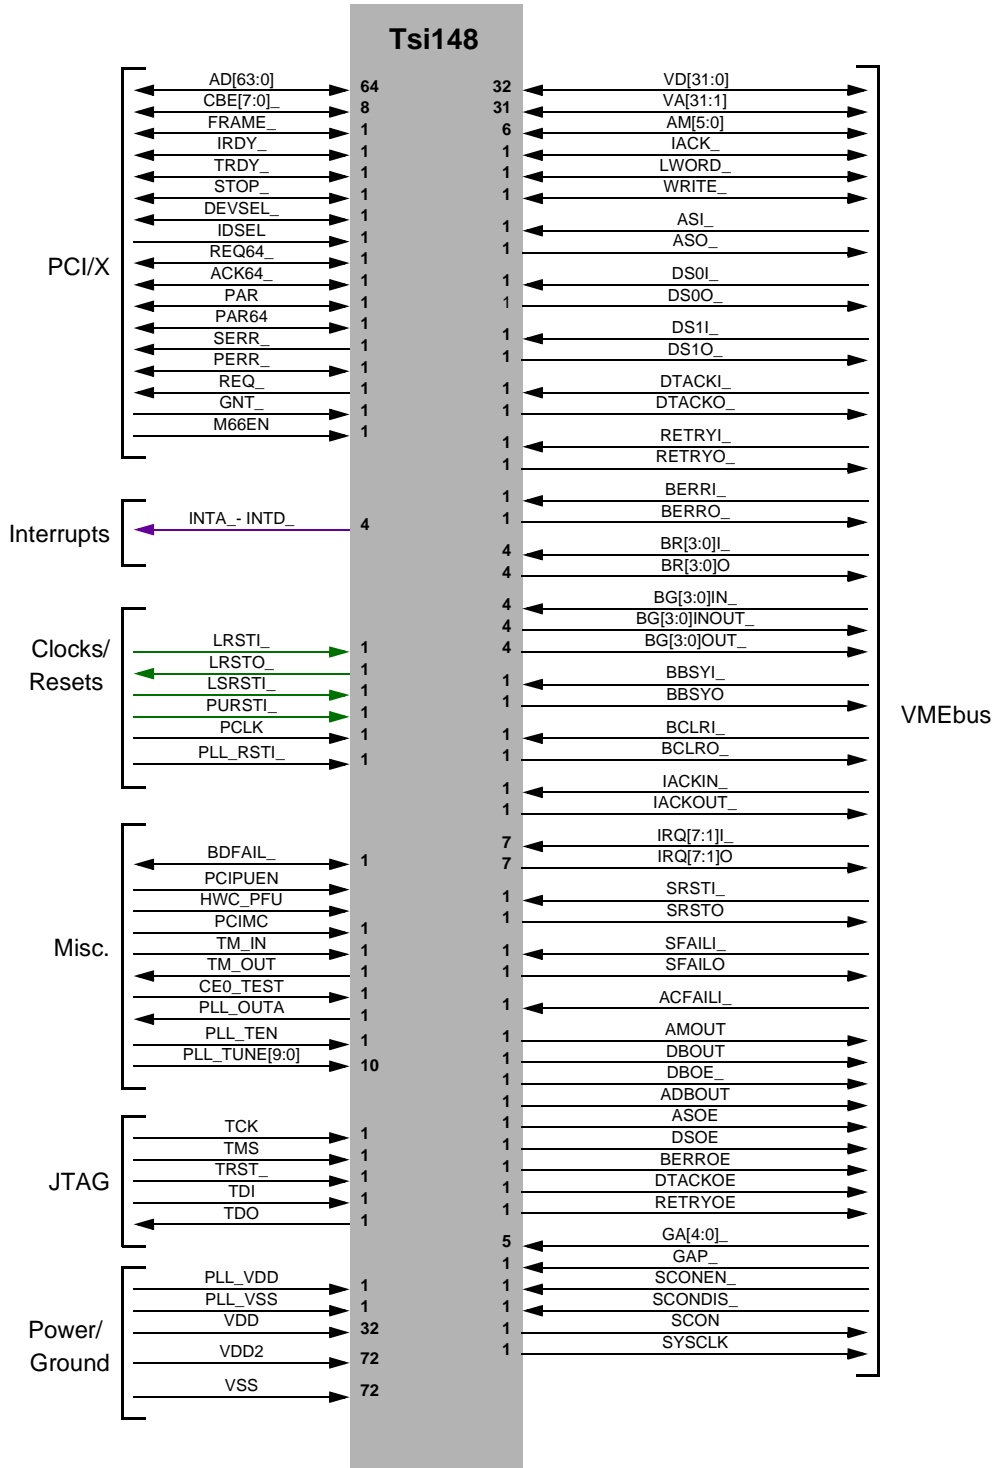 Tsi148
PCI/X
AD[63:0] 64
CBE[7:0]_ 8
FRAME_ 1
IRDY_ 1
TRDY_ 1
STOP_ 1
DEVSEL_ 1
IDSEL 1
REQ64_ 1
ACK64_ 1
PAR 1
PAR64 1
SERR_ 1
PERR_ 1
REQ_ 1
GNT_ 1
M66EN 1
Interrupts
INTA_- INTD_ 4
Clocks/
Resets
LRSTI_ 1
LRSTO_ 1
LSRSTI_ 1
PURSTI_ 1
PCLK 1
PLL_RSTI_ 1
Misc.
BDFAIL_ 1
PCIPUEN
HWC_PFU
PCIMC 1
TM_IN 1
TM_OUT 1
CE0_TEST 1
PLL_OUTA 1
PLL_TEN 1
PLL_TUNE[9:0] 10
JTAG
TCK 1
TMS 1
TRST_ 1
TDI 1
TDO 1
Power/
Ground
PLL_VDD 1
PLL_VSS 1
VDD 32
VDD2 72
VSS 72
32 VD[31:0]
31 VA[31:1]
6 AM[5:0]
1 IACK_
1 LWORD_
1 WRITE_
1 ASI_
1 ASO_
1 DS0I_
1 DS0O_
1 DS1I_
1 DS1O_
1 DTACKI_
1 DTACKO_
1 RETRYI_
1 RETRYO_
1 BERRI_
1 BERRO_
4 BR[3:0]I_
4 BR[3:0]O
4 BG[3:0]IN_
4 BG[3:0]INOUT_
4 BG[3:0]OUT_
1 BBSYI_
1 BBSYO
1 BCLRI_
1 BCLRO_
1 IACKIN_
1 IACKOUT_
7 IRQ[7:1]I_
7 IRQ[7:1]O
1 SRSTI_
1 SRSTO
1 SFAILI_
1 SFAILO
1 ACFAILI_
1 AMOUT
1 DBOUT
1 DBOE_
1 ADBOUT
1 ASOE
1 DSOE
1 BERROE
1 DTACKOE
1 RETRYOE
5 GA[4:0]_
1 GAP_
1 SCONEN_
1 SCONDIS_
1 SCON
1 SYSCLK
VMEbus